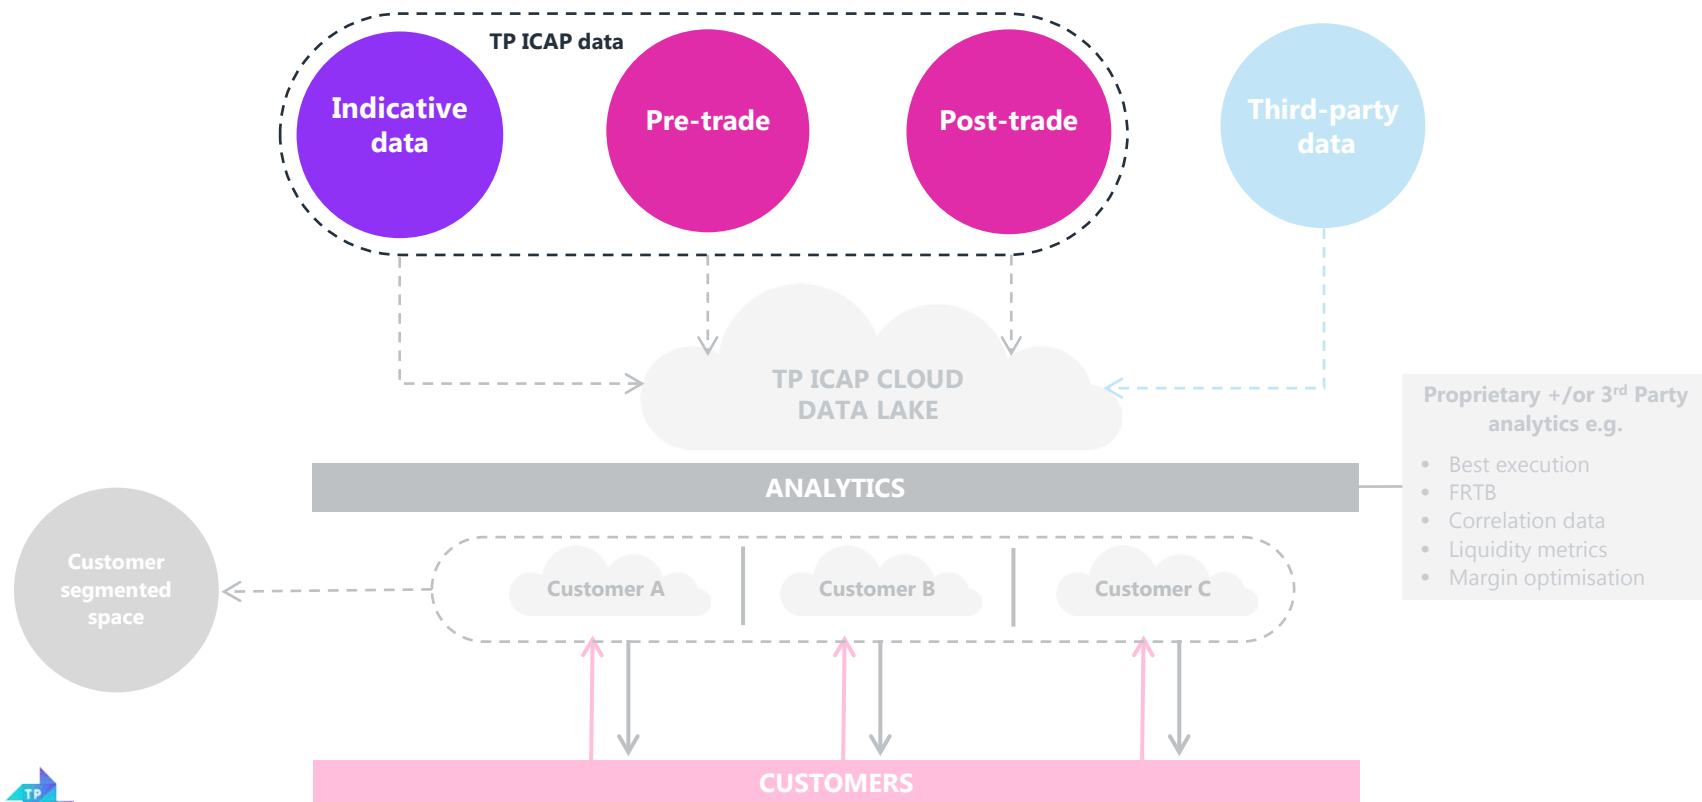 TP ICAP data
Indicative
data
Pre-trade
Post-trade
Third-party
data
TP ICAP CLOUD
DATA LAKE
Proprietary +/or 3rd Party
analytics e.g.
• Best execution
• FRTB
• Correlation data
• Liquidity metrics
• Margin optimisation
ANALYTICS
Customer
segmented
space
Customer A
Customer B
Customer C
CUSTOMERS
TP